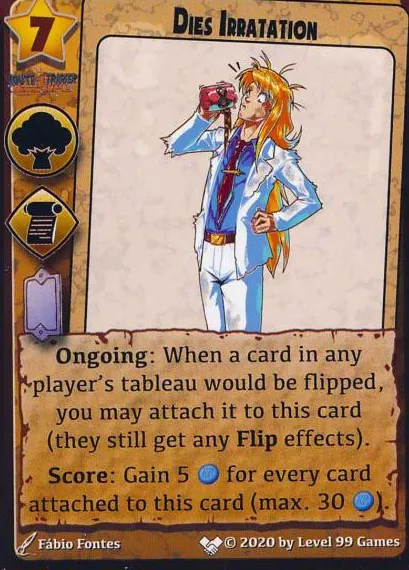 Dies Irratation
7
Ongoing: When a card in any
player's tableau would be flipped,
you may attach it to this card
(they still get any Flip effects).
Score: Gain 5 for every card
attached to this card (max. 30 ).
Fábio Fontes
© 2020 by Level 99 Games